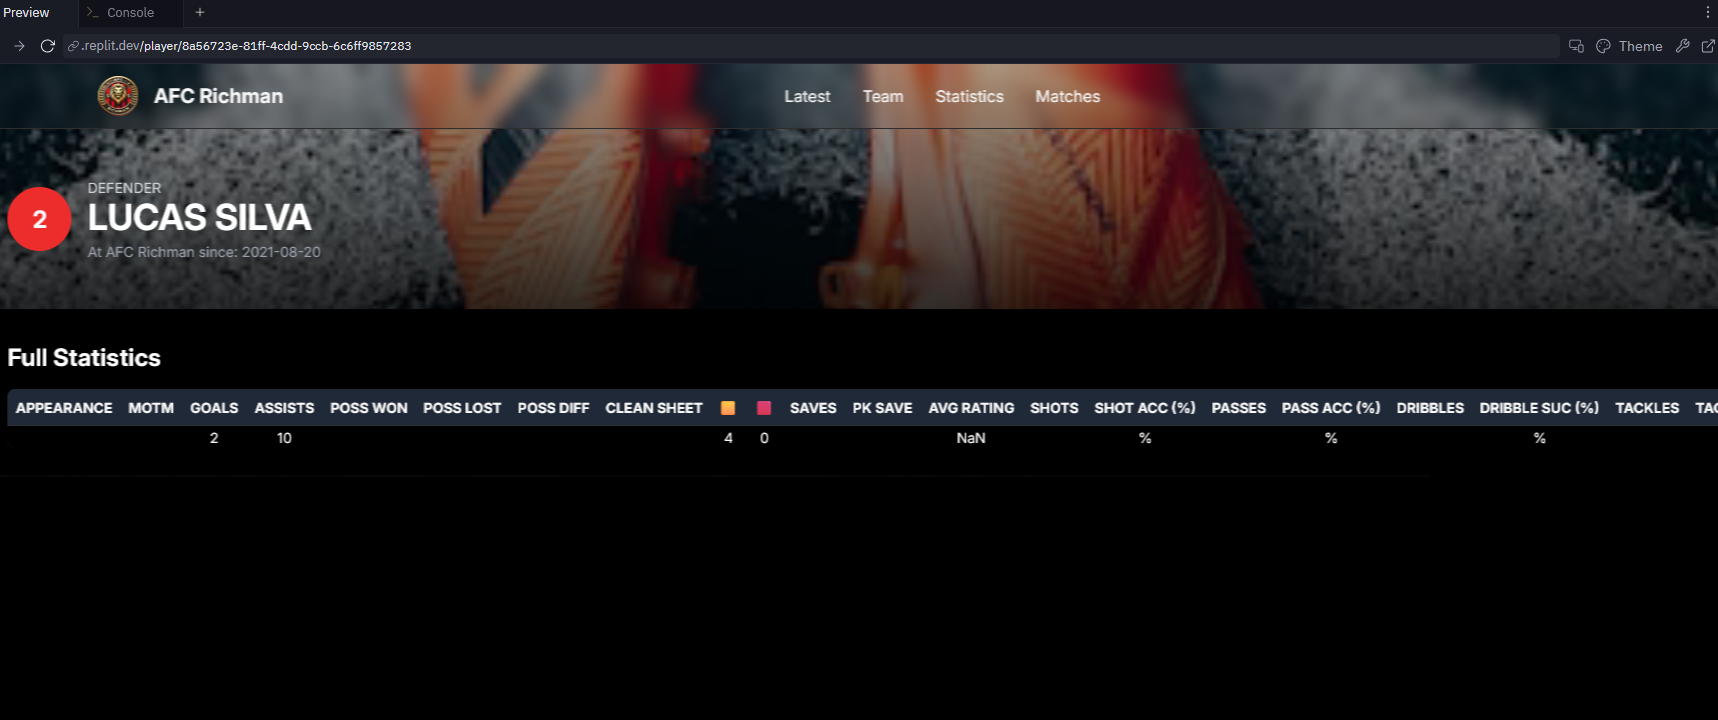 Preview
Console
.replit.dev/player/8a56723e-81ff-4cdd-9ccb-6c6ff9857283
Theme
AFC Richman
Latest Team Statistics Matches
DEFENDER
2
LUCAS SILVA
At AFC Richman since: 2021-08-20
Full Statistics
APPEARANCE MOTM GOALS ASSISTS POSS WON POSS LOST POSS DIFF CLEAN SHEET SAVES PK SAVE AVG RATING SHOTS SHOT ACC (%) PASSES PASS ACC (%) DRIBBLES DRIBBLE SUC (%) TACKLES TAC
2 10 4 0 NaN % % %